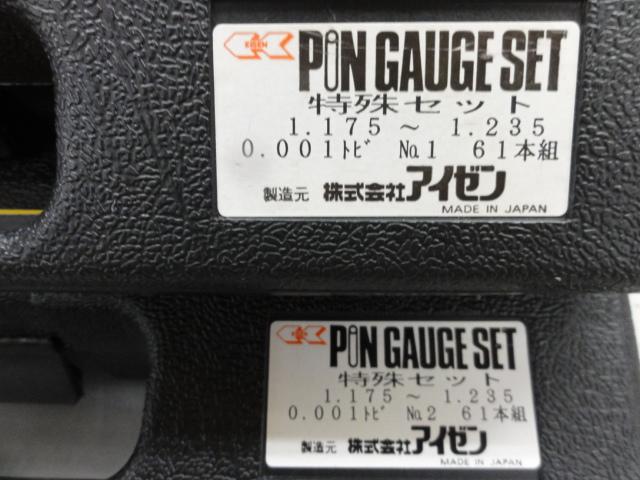 EISEN
PIN GAUGE SET
特殊セット
1.175 ～ 1.235
0.001ﾄﾋﾞ No.1 61本組
製造元 株式会社アイゼン
MADE IN JAPAN
PIN GAUGE SET
特殊セット
1.175 ～ 1.235
0.001ﾄﾋﾞ No.2 61本組
製造元 株式会社アイゼン
MADE IN JAPAN